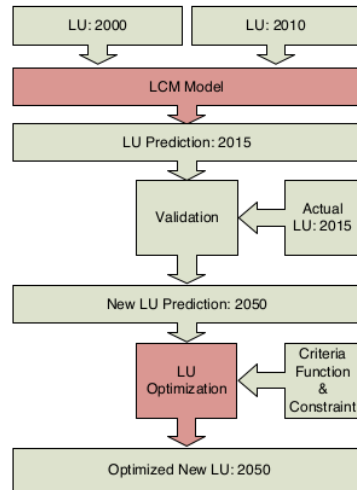 LU: 2000
LU: 2010
LCM Model
LU Prediction: 2015
Validation
Actual
LU: 2015
New LU Prediction: 2050
LU
Optimization
Criteria
Function
&
Constraint
Optimized New LU: 2050